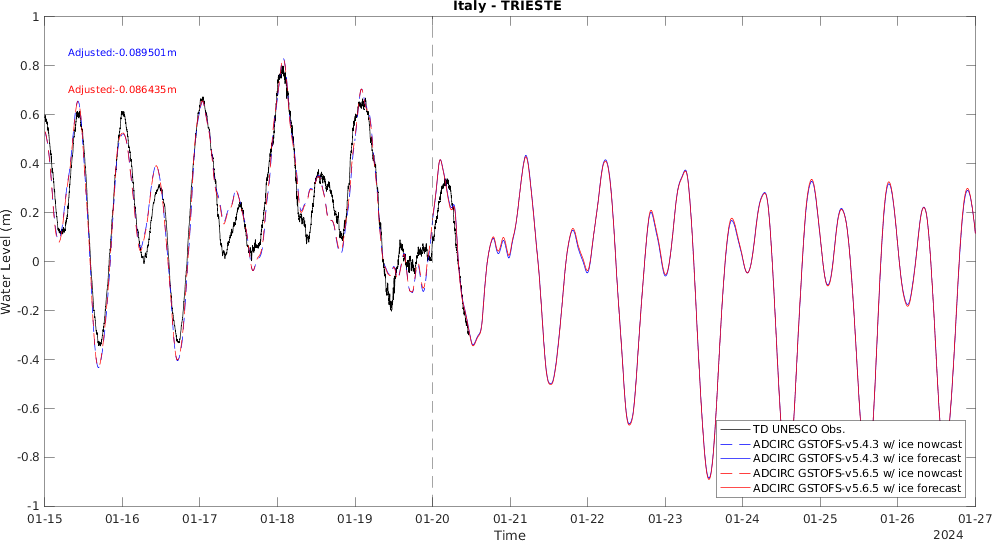 Italy - TRIESTE
Adjusted:-0.089501m
Adjusted:-0.086435m
Water Level (m)
1
0.8
0.6
0.4
0.2
0
-0.2
-0.4
-0.6
-0.8
-1
TD UNESCO Obs.
ADCIRC GSTOFS-v5.4.3 w/ ice nowcast
ADCIRC GSTOFS-v5.4.3 w/ ice forecast
ADCIRC GSTOFS-v5.6.5 w/ ice nowcast
ADCIRC GSTOFS-v5.6.5 w/ ice forecast
01-15 01-16 01-17 01-18 01-19 01-20 01-21 01-22 01-23 01-24 01-25 01-26 01-27
Time
2024